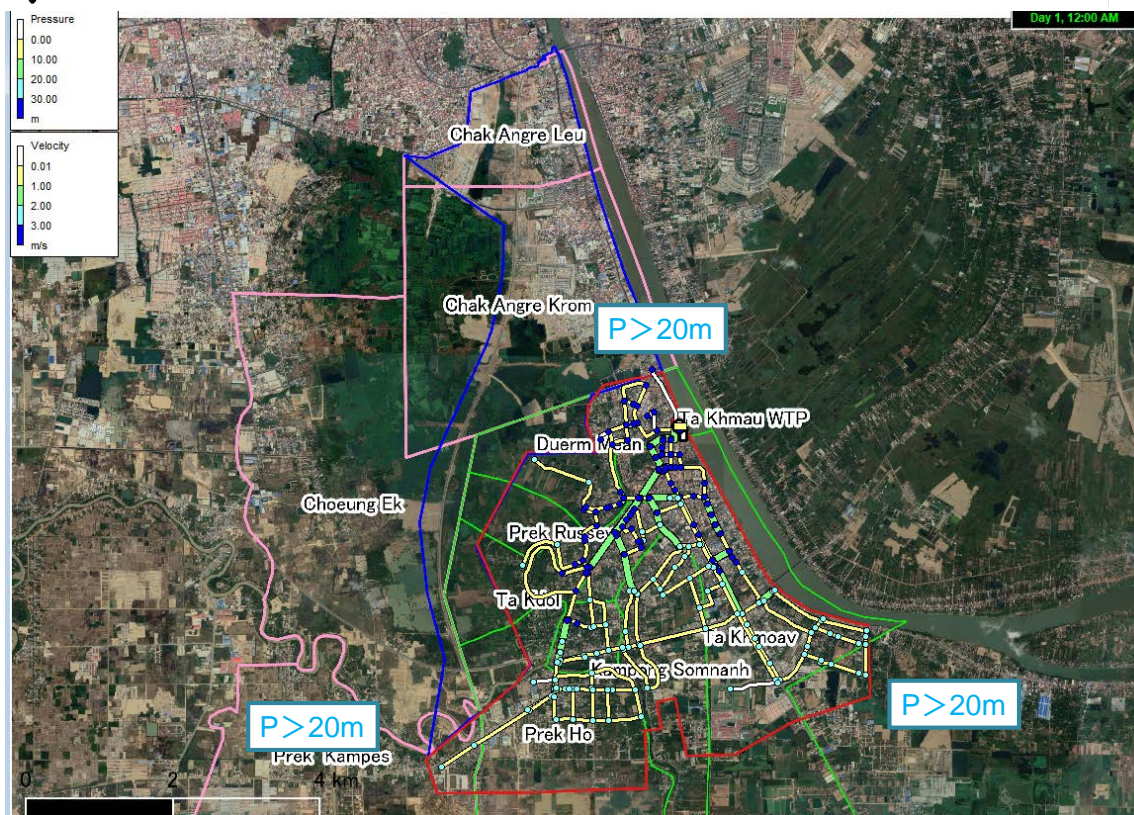 Pressure
0.00
10.00
20.00
30.00
m
Velocity
0.01
1.00
2.00
3.00
m/s
Day 1, 12:00 AM
Chak Angre Leu
Chak Angre Krom
P＞20m
Ta Khmau WTP
Duerm Mean
Choeung Ek
Prek Russey
Ta Kdol
Ta Khmoav
Kampong Somnanh
P＞20m
P＞20m
Prek Ho
Prek Kampes
0 2 4 km